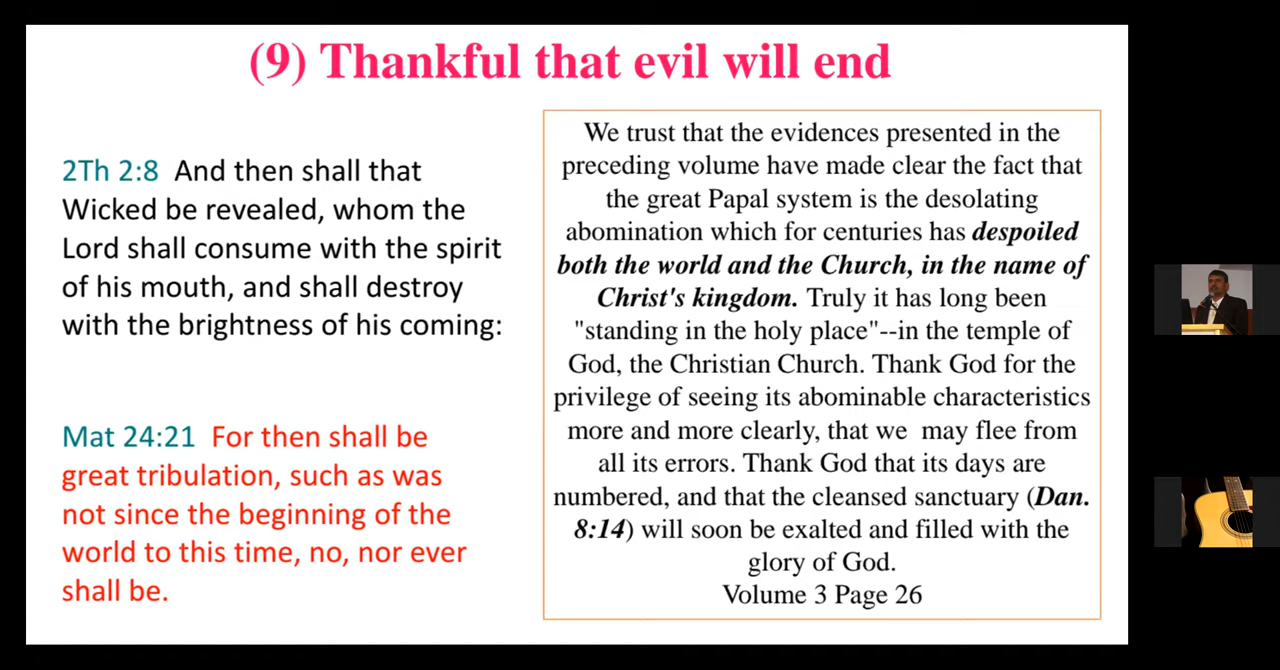 (9) Thankful that evil will end
2Th 2:8 And then shall that
Wicked be revealed, whom the
Lord shall consume with the spirit
of his mouth, and shall destroy
with the brightness of his coming:
Mat 24:21 For then shall be
great tribulation, such as was
not since the beginning of the
world to this time, no, nor ever
shall be.
We trust that the evidences presented in the
preceding volume have made clear the fact that
the great Papal system is the desolating
abomination which for centuries has despoiled
both the world and the Church, in the name of
Christ's kingdom. Truly it has long been
"standing in the holy place"--in the temple of
God, the Christian Church. Thank God for the
privilege of seeing its abominable characteristics
more and more clearly, that we may flee from
all its errors. Thank God that its days are
numbered, and that the cleansed sanctuary (Dan.
8:14) will soon be exalted and filled with the
glory of God.
Volume 3 Page 26